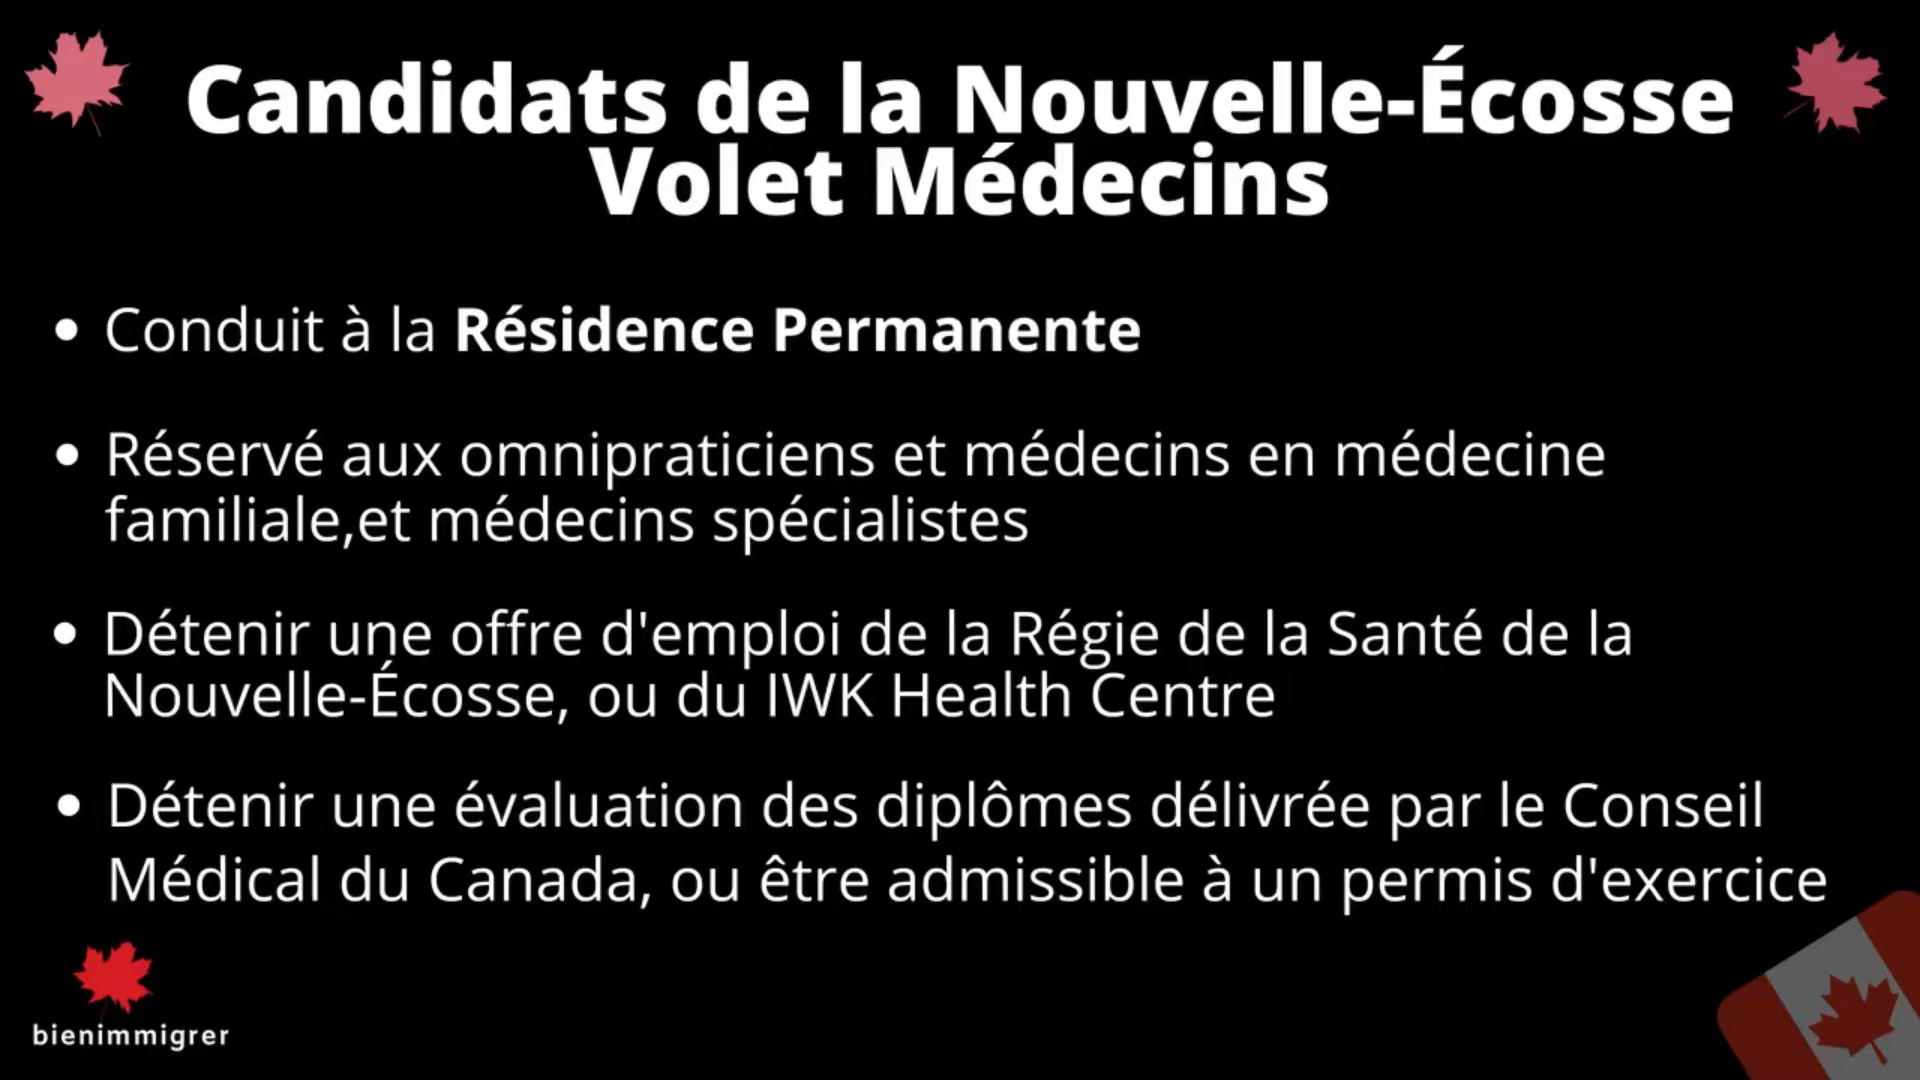 Candidats de la Nouvelle-Écosse
Volet Médecins
• Conduit à la Résidence Permanente
• Réservé aux omnipraticiens et médecins en médecine
familiale,et médecins spécialistes
• Détenir une offre d'emploi de la Régie de la Santé de la
Nouvelle-Écosse, ou du IWK Health Centre
• Détenir une évaluation des diplômes délivrée par le Conseil
Médical du Canada, ou être admissible à un permis d'exercice
bienimmigrer